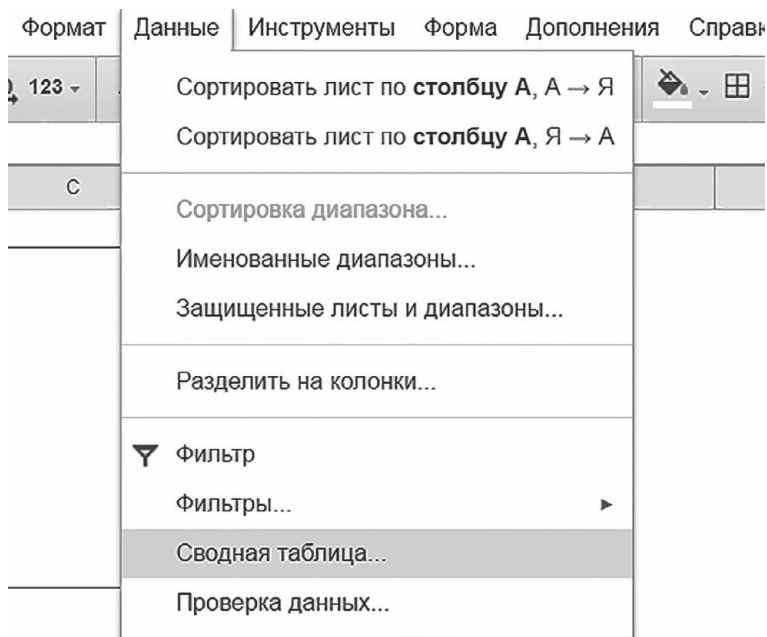 Формат Данные Инструменты Форма Дополнения Справк
123
Сортировать лист по столбцу A, А → Я
Сортировать лист по столбцу A, Я → А
C
Сортировка диапазона...
Именованные диапазоны...
Защищенные листы и диапазоны...
Разделить на колонки...
Фильтр
Фильтры...
Сводная таблица...
Проверка данных...